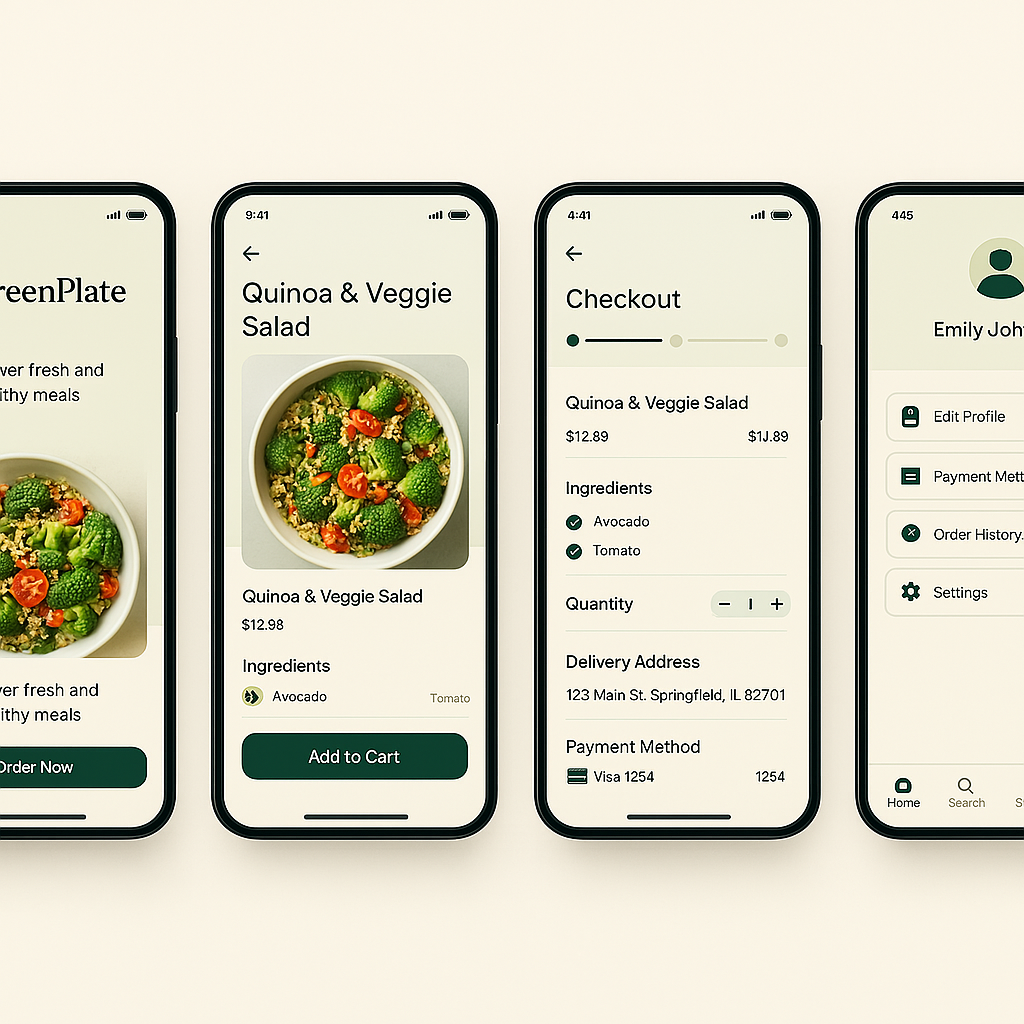 reenPlate
ver fresh and
ithy meals
ver fresh and
ithy meals
Order Now
9:41
Quinoa & Veggie
Salad
Quinoa & Veggie Salad
$12.98
Ingredients
Avocado Tomato
Add to Cart
4:41
Checkout
Quinoa & Veggie Salad
$12.89 $1J.89
Ingredients
Avocado
Tomato
Quantity
− 1 +
Delivery Address
123 Main St. Springfield, IL 82701
Payment Method
Visa 1254 1254
445
Emily Joh
Edit Profile
Payment Mett
Order History.
Settings
Home Search S